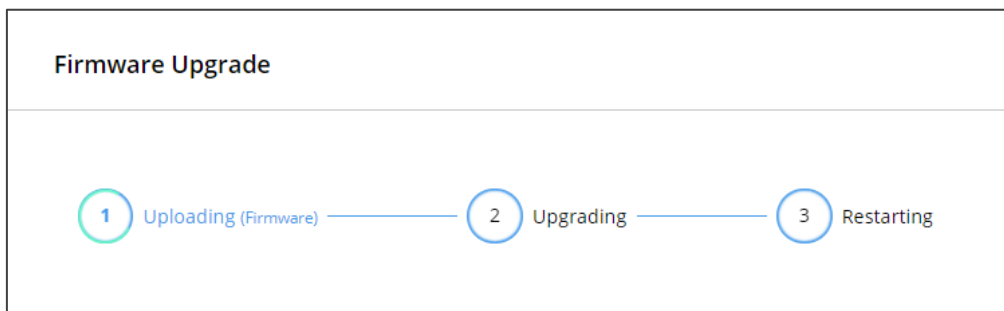 Firmware Upgrade
1 Uploading (Firmware) 2 Upgrading 3 Restarting